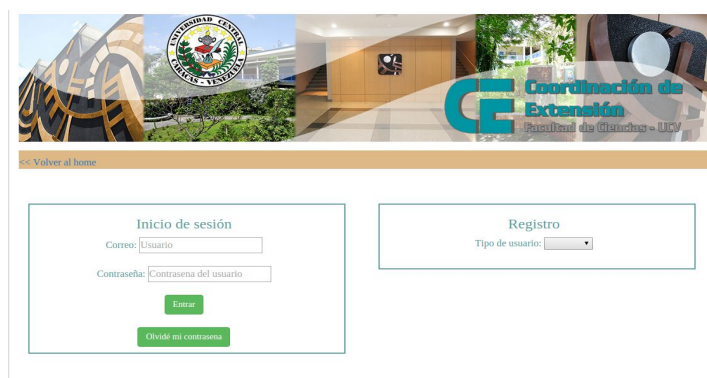 UNIVERSIDAD CENTRAL
CARACAS - VENEZUELA
Coordinación de
Extensión
Facultad de Ciencias - UCV
<< Volver al home
Inicio de sesión
Correo: Usuario
Contraseña: Contrasena del usuario
Entrar
Olvidé mi contrasena
Registro
Tipo de usuario: